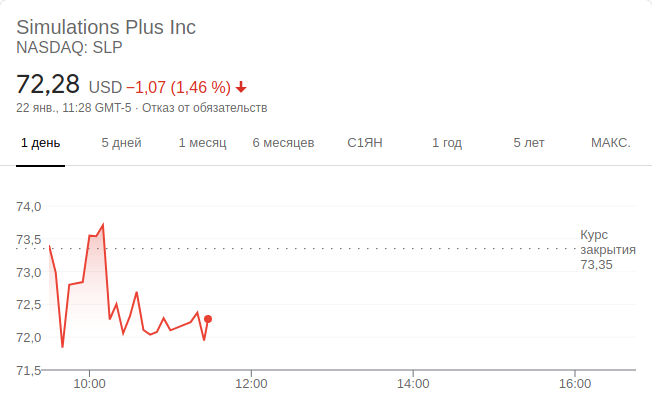 Simulations Plus Inc
NASDAQ: SLP
72,28 USD −1,07 (1,46 %)
22 янв., 11:28 GMT-5 · Отказ от обязательств
1 день 5 дней 1 месяц 6 месяцев С1ЯН 1 год 5 лет МАКС.
74,0
73,5
73,0
72,5
72,0
71,5
Курс
закрытия
73,35
10:00 12:00 14:00 16:00